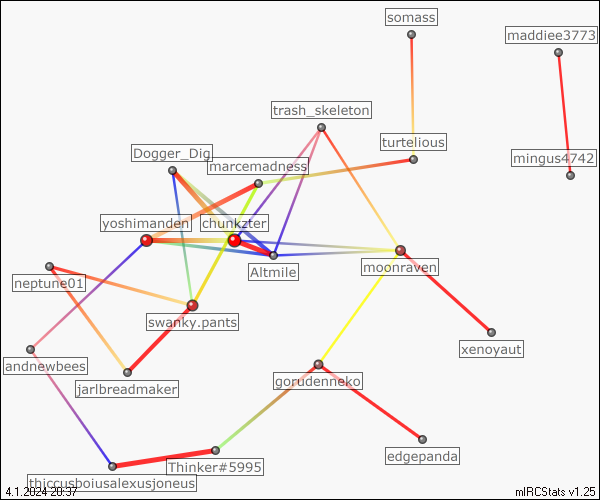 somass
maddiee3773
trash_skeleton
turtelious
Dogger_Dig
marcemadness
mingus4742
yoshimanden
chunkzter
moonraven
Altmile
neptune01
swanky.pants
xenoyaut
andnewbees
jarlbreadmaker
gorudenneko
edgepanda
Thinker#5995
thiccusboiusalexusjoneus
4.1.2024 20:37
mIRCStats v1.25